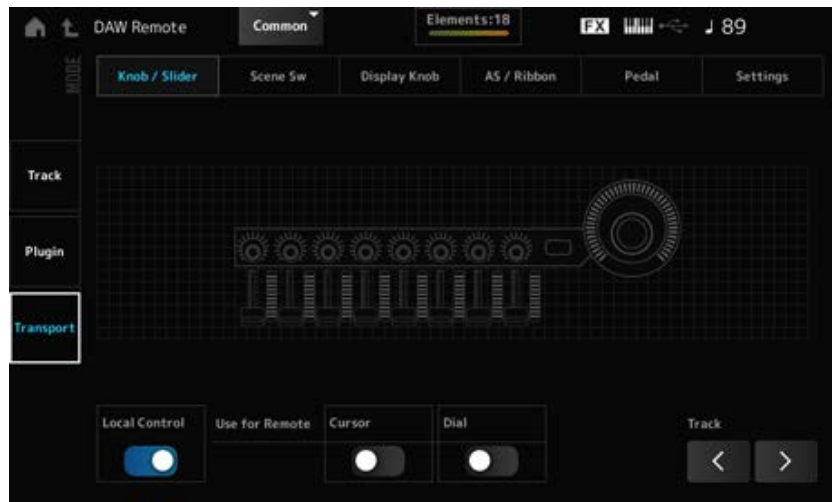 DAW Remote
Common
Elements:18
FX
♩ 89
MODE
Knob / Slider
Scene Sw
Display Knob
AS / Ribbon
Pedal
Settings
Track
Plugin
Transport
Local Control
Use for Remote
Cursor
Dial
Track